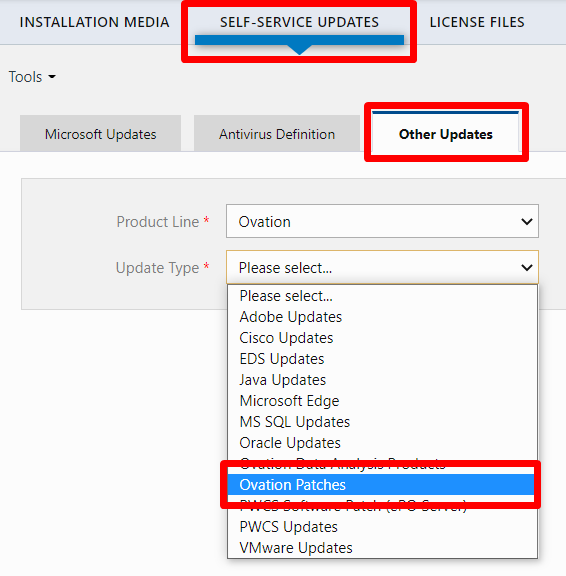 INSTALLATION MEDIA SELF-SERVICE UPDATES LICENSE FILES
Tools
Microsoft Updates Antivirus Definition Other Updates
Product Line * Ovation
Update Type * Please select...
Please select...
Adobe Updates
Cisco Updates
EDS Updates
Java Updates
Microsoft Edge
MS SQL Updates
Oracle Updates
Ovation Data Analysis Products
Ovation Patches
PWCS Software Patch (ePO Server)
PWCS Updates
VMware Updates